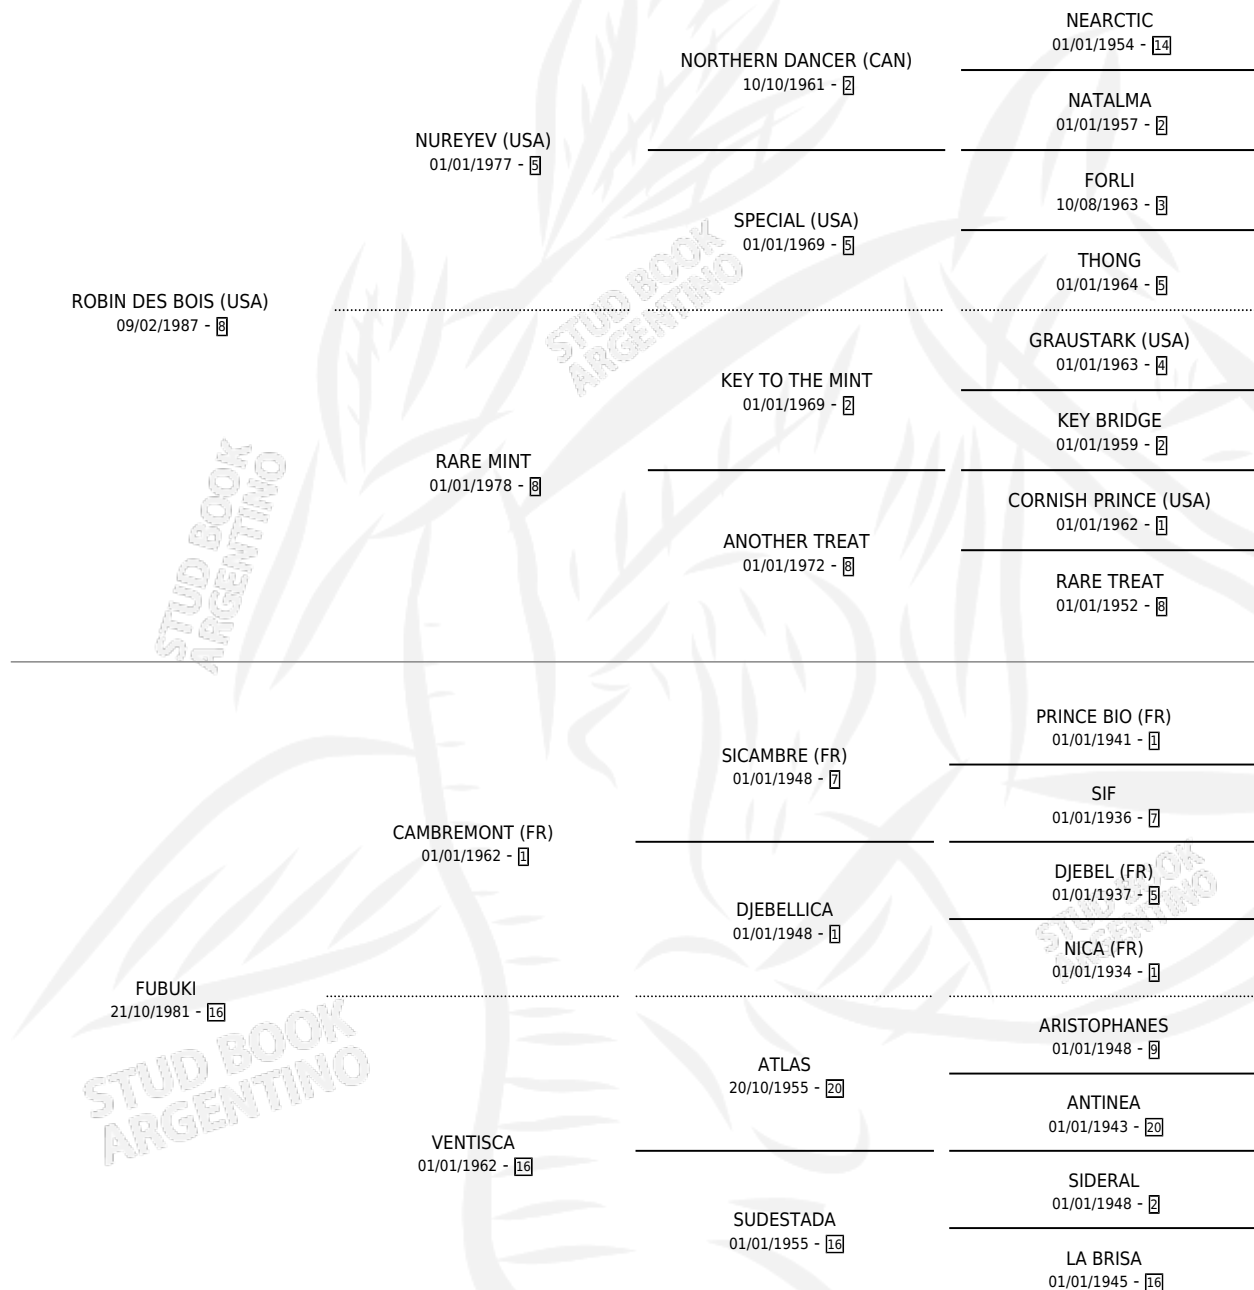 NEARCTIC
01/01/1954 - 14
NORTHERN DANCER (CAN)
10/10/1961 - 2
NATALMA
01/01/1957 - 2
NUREYEV (USA)
01/01/1977 - 5
FORLI
10/08/1963 - 3
SPECIAL (USA)
01/01/1969 - 5
THONG
01/01/1964 - 5
ROBIN DES BOIS (USA)
09/02/1987 - 8
GRAUSTARK (USA)
01/01/1963 - 4
KEY TO THE MINT
01/01/1969 - 2
KEY BRIDGE
01/01/1959 - 2
RARE MINT
01/01/1978 - 8
CORNISH PRINCE (USA)
01/01/1962 - 1
ANOTHER TREAT
01/01/1972 - 8
RARE TREAT
01/01/1952 - 8
PRINCE BIO (FR)
01/01/1941 - 1
SICAMBRE (FR)
01/01/1948 - 7
SIF
01/01/1936 - 7
CAMBREMONT (FR)
01/01/1962 - 1
DJEBEL (FR)
01/01/1937 - 5
DJEBELLICA
01/01/1948 - 1
NICA (FR)
01/01/1934 - 1
FUBUKI
21/10/1981 - 16
ARISTOPHANES
01/01/1948 - 9
ATLAS
20/10/1955 - 20
ANTINEA
01/01/1943 - 20
VENTISCA
01/01/1962 - 16
SIDERAL
01/01/1948 - 2
SUDESTADA
01/01/1955 - 16
LA BRISA
01/01/1945 - 16
STUD BOOK
ARGENTINO
STUD BOOK
ARGENTINO
STUD BOOK
ARGENTINO
STUD BOOK
ARGENTINO